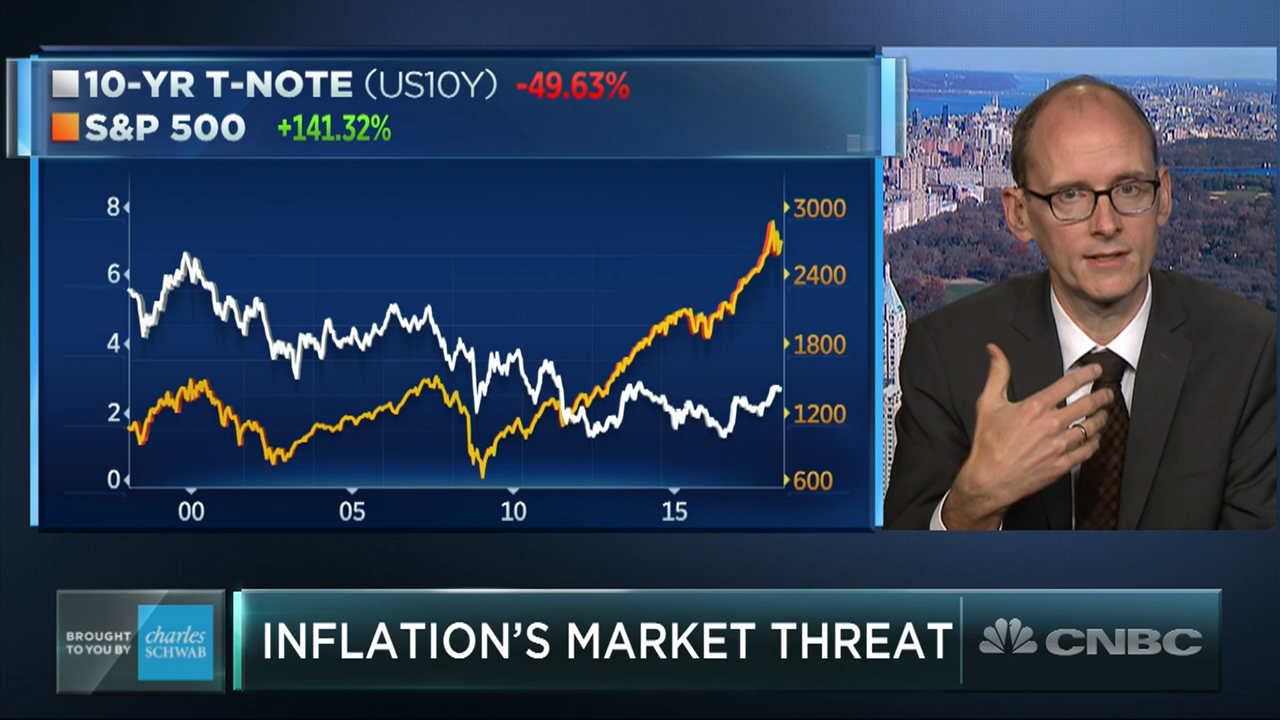 10-YR T-NOTE (US10Y) -49.63%
S&P 500 +141.32%
8 3000
6 2400
4 1800
2 1200
0 600
00 05 10 15
BROUGHT
TO YOU BY
charles
SCHWAB
INFLATION'S MARKET THREAT
CNBC